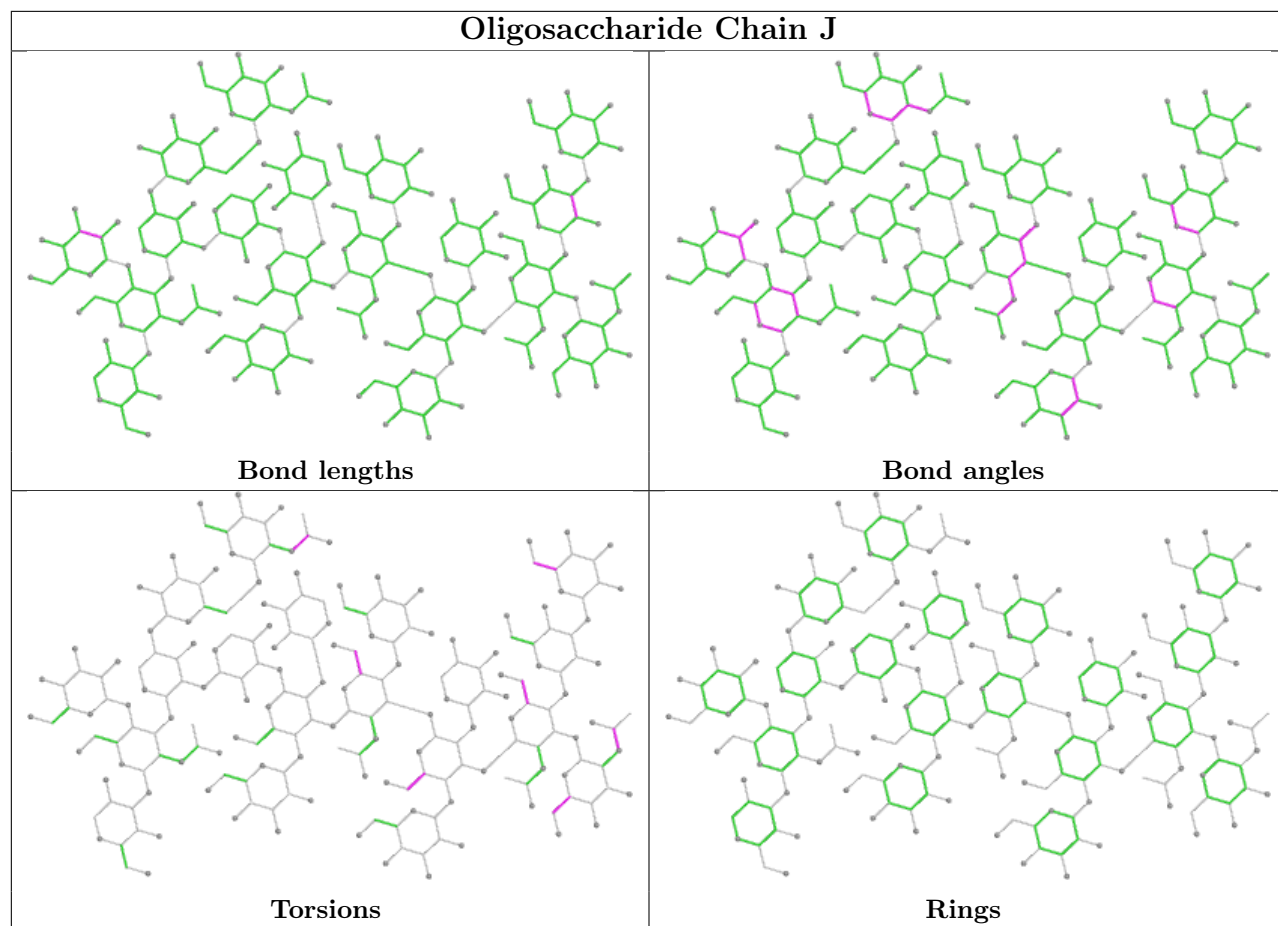 Oligosaccharide Chain J
Bond lengths
Bond angles
Torsions
Rings